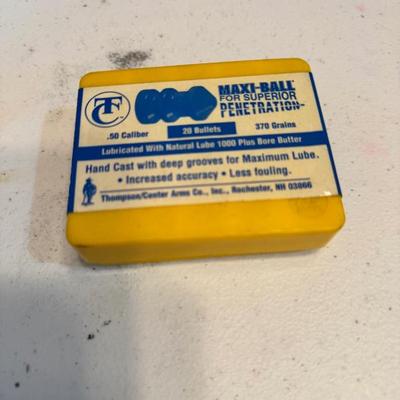 TC
MAXI-BALL®
FOR SUPERIOR
PENETRATION
.50 Caliber
20 Bullets
370 Grains
Lubricated With Natural Lube 1000 Plus Bore Butter
Hand Cast with deep grooves for Maximum Lube.
• Increased accuracy • Less fouling.
Thompson/Center Arms Co., Inc., Rochester, NH 03866